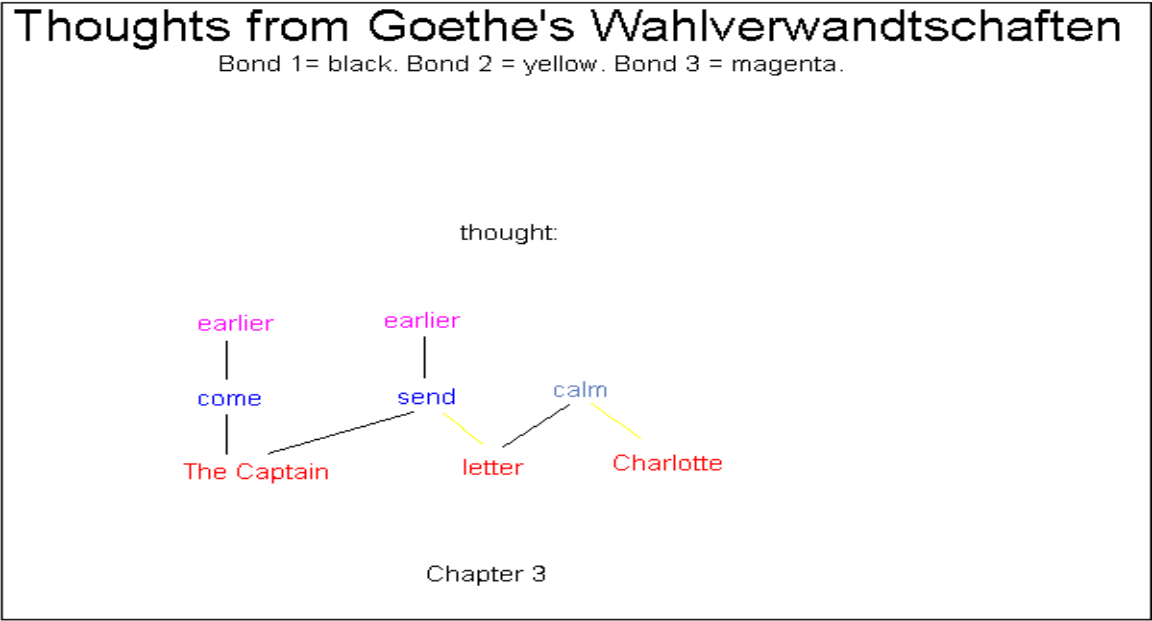 Thoughts from Goethe's Wahlverwandtschaften
Bond 1= black. Bond 2 = yellow. Bond 3 = magenta.
thought:
earlier earlier
come send calm
The Captain letter Charlotte
Chapter 3